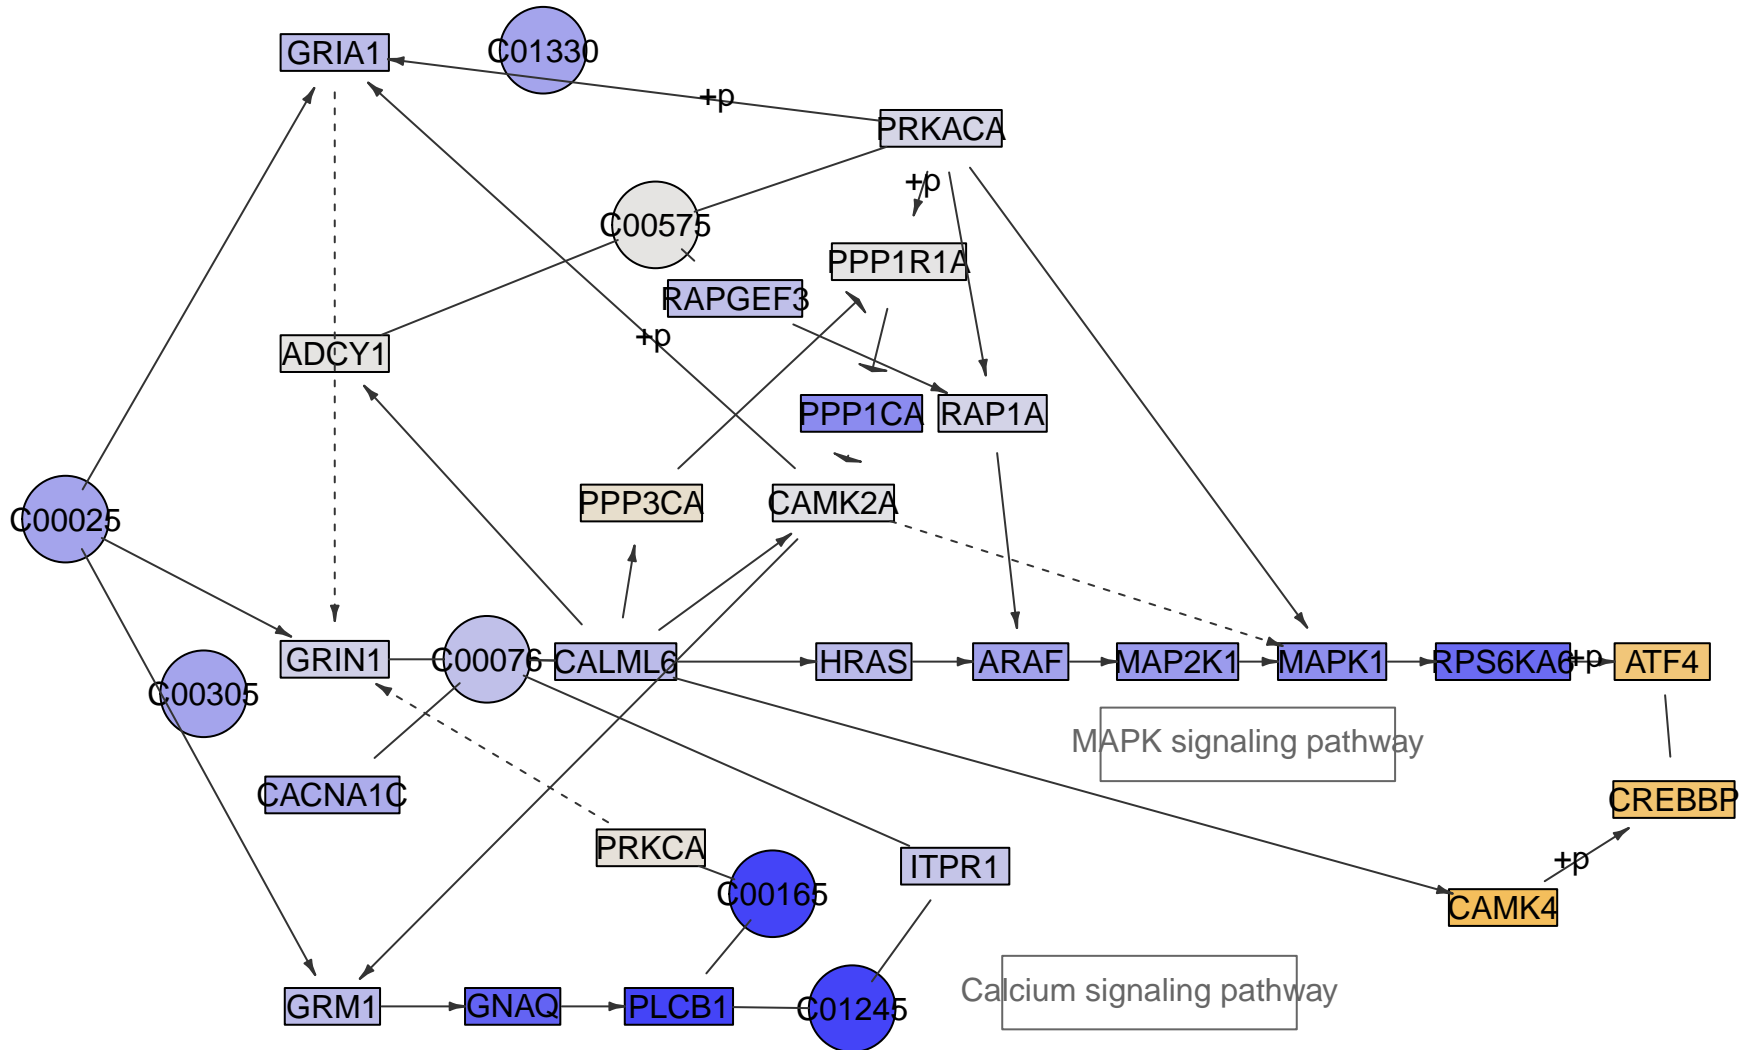 GRIA1
C01330
+p
PRKACA
+p
C00575
PPP1R1A
RAPGEF3
+p
ADCY1
PPP1CA
RAP1A
PPP3CA
CAMK2A
C00025
GRIN1
C00076
CALML6
HRAS
ARAF
MAP2K1
MAPK1
RPS6KA6
+p
ATF4
C00305
MAPK signaling pathway
CACNA1C
CREBBP
PRKCA
+p
ITPR1
C00165
CAMK4
Calcium signaling pathway
GRM1
GNAQ
PLCB1
C01245